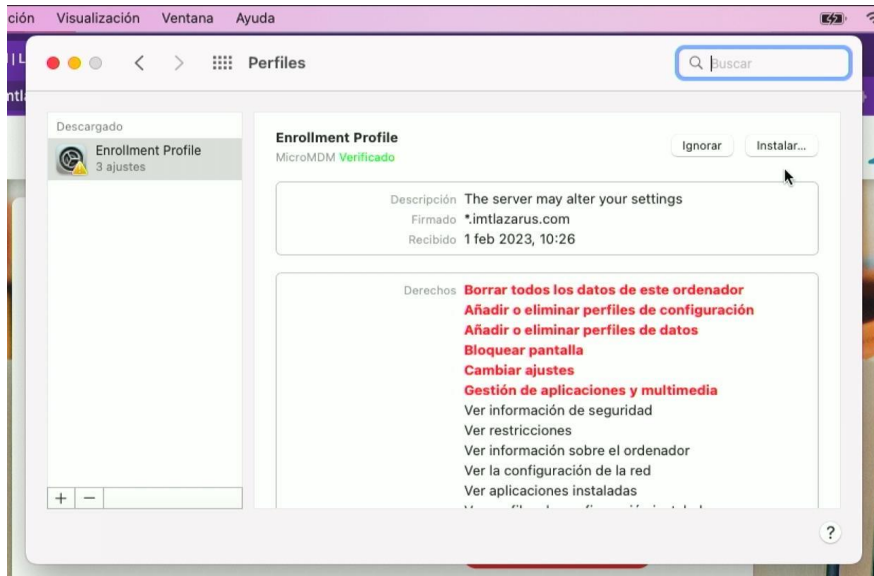 ción Visualización Ventana Ayuda
Perfiles
Buscar
Descargado
Enrollment Profile
3 ajustes
Enrollment Profile
MicroMDM Verificado
Ignorar
Instalar...
Descripción The server may alter your settings
Firmado *.imtlazarus.com
Recibido 1 feb 2023, 10:26
Derechos Borrar todos los datos de este ordenador
Añadir o eliminar perfiles de configuración
Añadir o eliminar perfiles de datos
Bloquear pantalla
Cambiar ajustes
Gestión de aplicaciones y multimedia
Ver información de seguridad
Ver restricciones
Ver información sobre el ordenador
Ver la configuración de la red
Ver aplicaciones instaladas
+ −
?